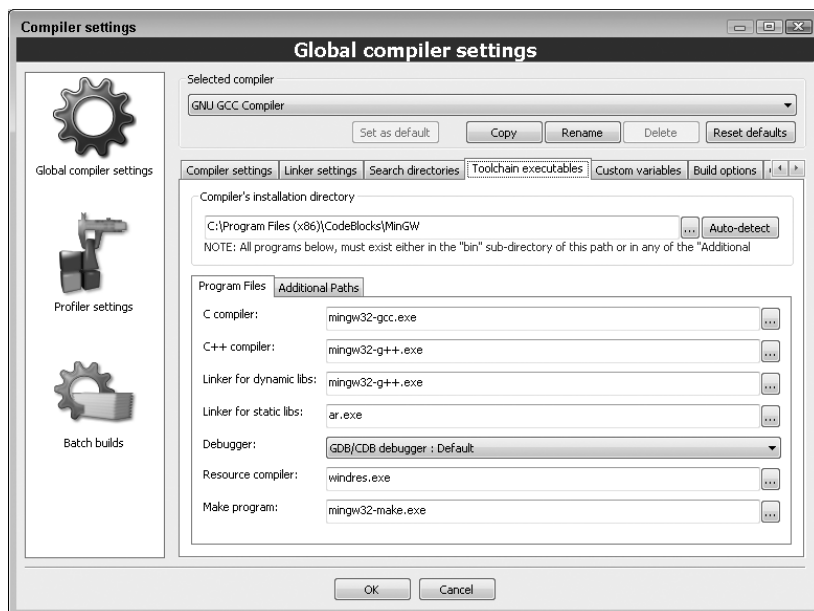 Compiler settings
Global compiler settings
Global compiler settings
Profiler settings
Batch builds
Selected compiler
GNU GCC Compiler
Set as default Copy Rename Delete Reset defaults
Compiler settings Linker settings Search directories Toolchain executables Custom variables Build options
Compiler's installation directory
C:\Program Files (x86)\CodeBlocks\MinGW ... Auto-detect
NOTE: All programs below, must exist either in the "bin" sub-directory of this path or in any of the "Additional
Program Files Additional Paths
C compiler: mingw32-gcc.exe ...
C++ compiler: mingw32-g++.exe ...
Linker for dynamic libs: mingw32-g++.exe ...
Linker for static libs: ar.exe ...
Debugger: GDB/CDB debugger : Default
Resource compiler: windres.exe ...
Make program: mingw32-make.exe ...
OK Cancel